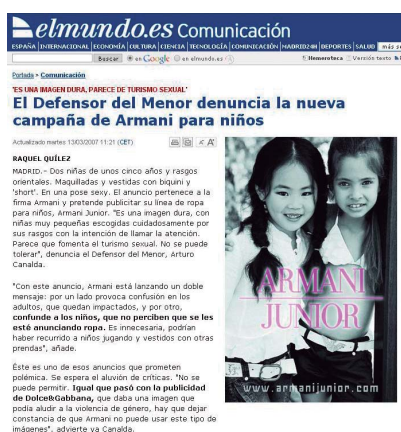 elmundo.es Comunicación
ESPAÑA INTERNACIONAL ECONOMÍA CULTURA CIENCIA TECNOLOGÍA COMUNICACIÓN MADRID24H DEPORTES SALUD más s
Buscar en Google en elmundo.es Hemeroteca Versión texto
Portada > Comunicación
'ES UNA IMAGEN DURA, PARECE DE TURISMO SEXUAL'
El Defensor del Menor denuncia la nueva
campaña de Armani para niños
Actualizado martes 13/03/2007 11:21 (CET)
RAQUEL QUÍLEZ
MADRID.- Dos niñas de unos cinco años y rasgos
orientales. Maquilladas y vestidas con biquini y
'short'. En una pose sexy. El anuncio pertenece a la
firma Armani y pretende publicitar su línea de ropa
para niños, Armani Junior. "Es una imagen dura, con
niñas muy pequeñas escogidas cuidadosamente por
sus rasgos con la intención de llamar la atención.
Parece que fomenta el turismo sexual. No se puede
tolerar", denuncia el Defensor del Menor, Arturo
Canalda.
"Con este anuncio, Armani está lanzando un doble
mensaje: por un lado provoca confusión en los
adultos, que quedan impactados, y por otro,
confunde a los niños, que no perciben que se les
esté anunciando ropa. Es innecesaria, podrían
haber recurrido a niños jugando y vestidos con otras
prendas", añade.
Éste es uno de esos anuncios que prometen
polémica. Se espera el aluvión de críticas. "No se
puede permitir. Igual que pasó con la publicidad
de Dolce&Gabbana, que daba una imagen que
podía aludir a la violencia de género, hay que dejar
constancia de que Armani no puede usar este tipo de
imágenes", advierte ya Canalda.
ARMANI
JUNIOR
www.armanijunior.com